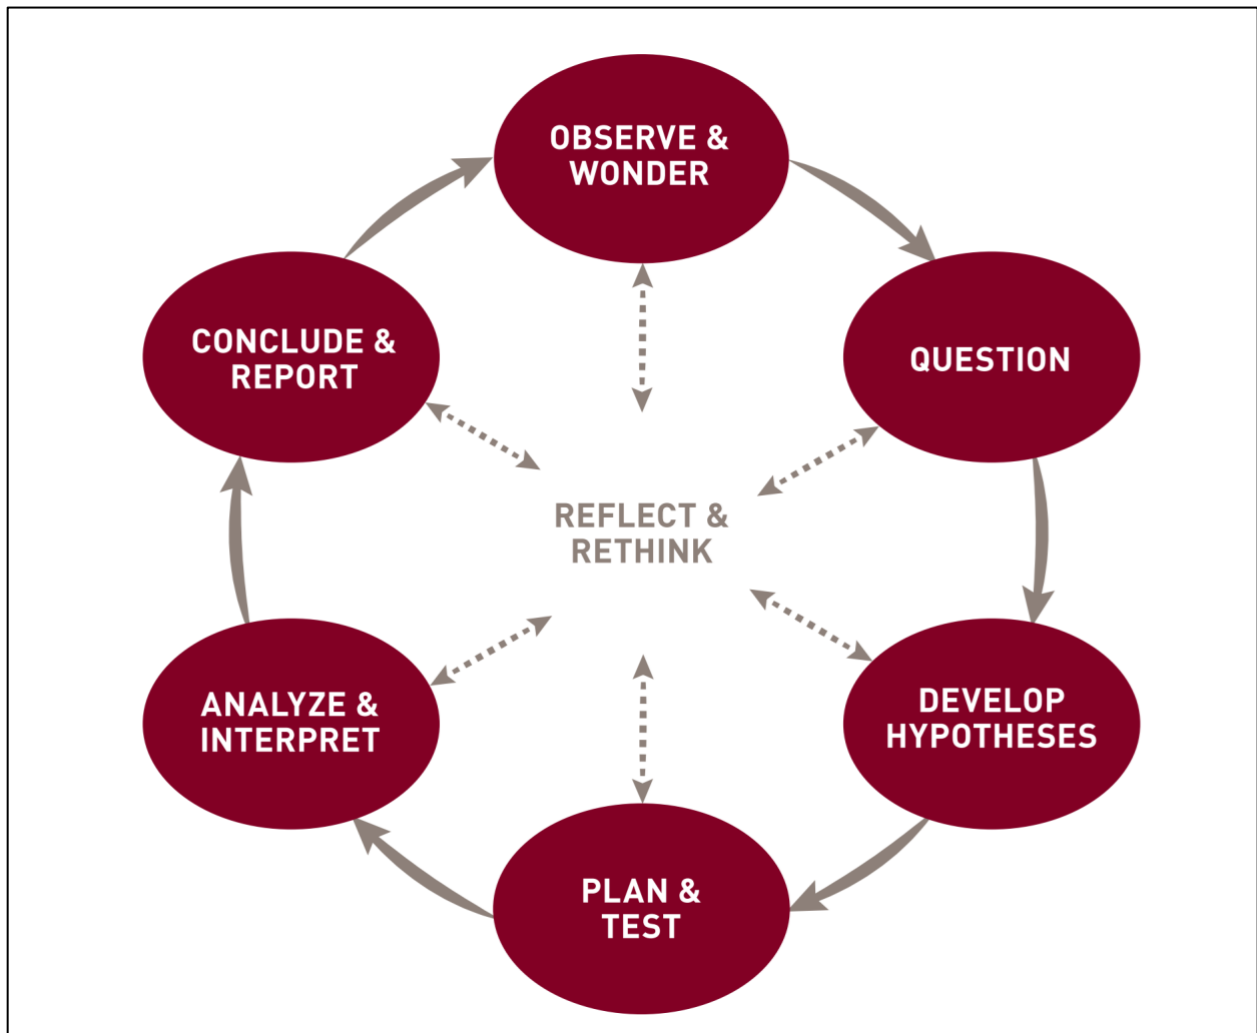 OBSERVE &
WONDER
QUESTION
DEVELOP
HYPOTHESES
PLAN &
TEST
ANALYZE &
INTERPRET
CONCLUDE &
REPORT
REFLECT &
RETHINK